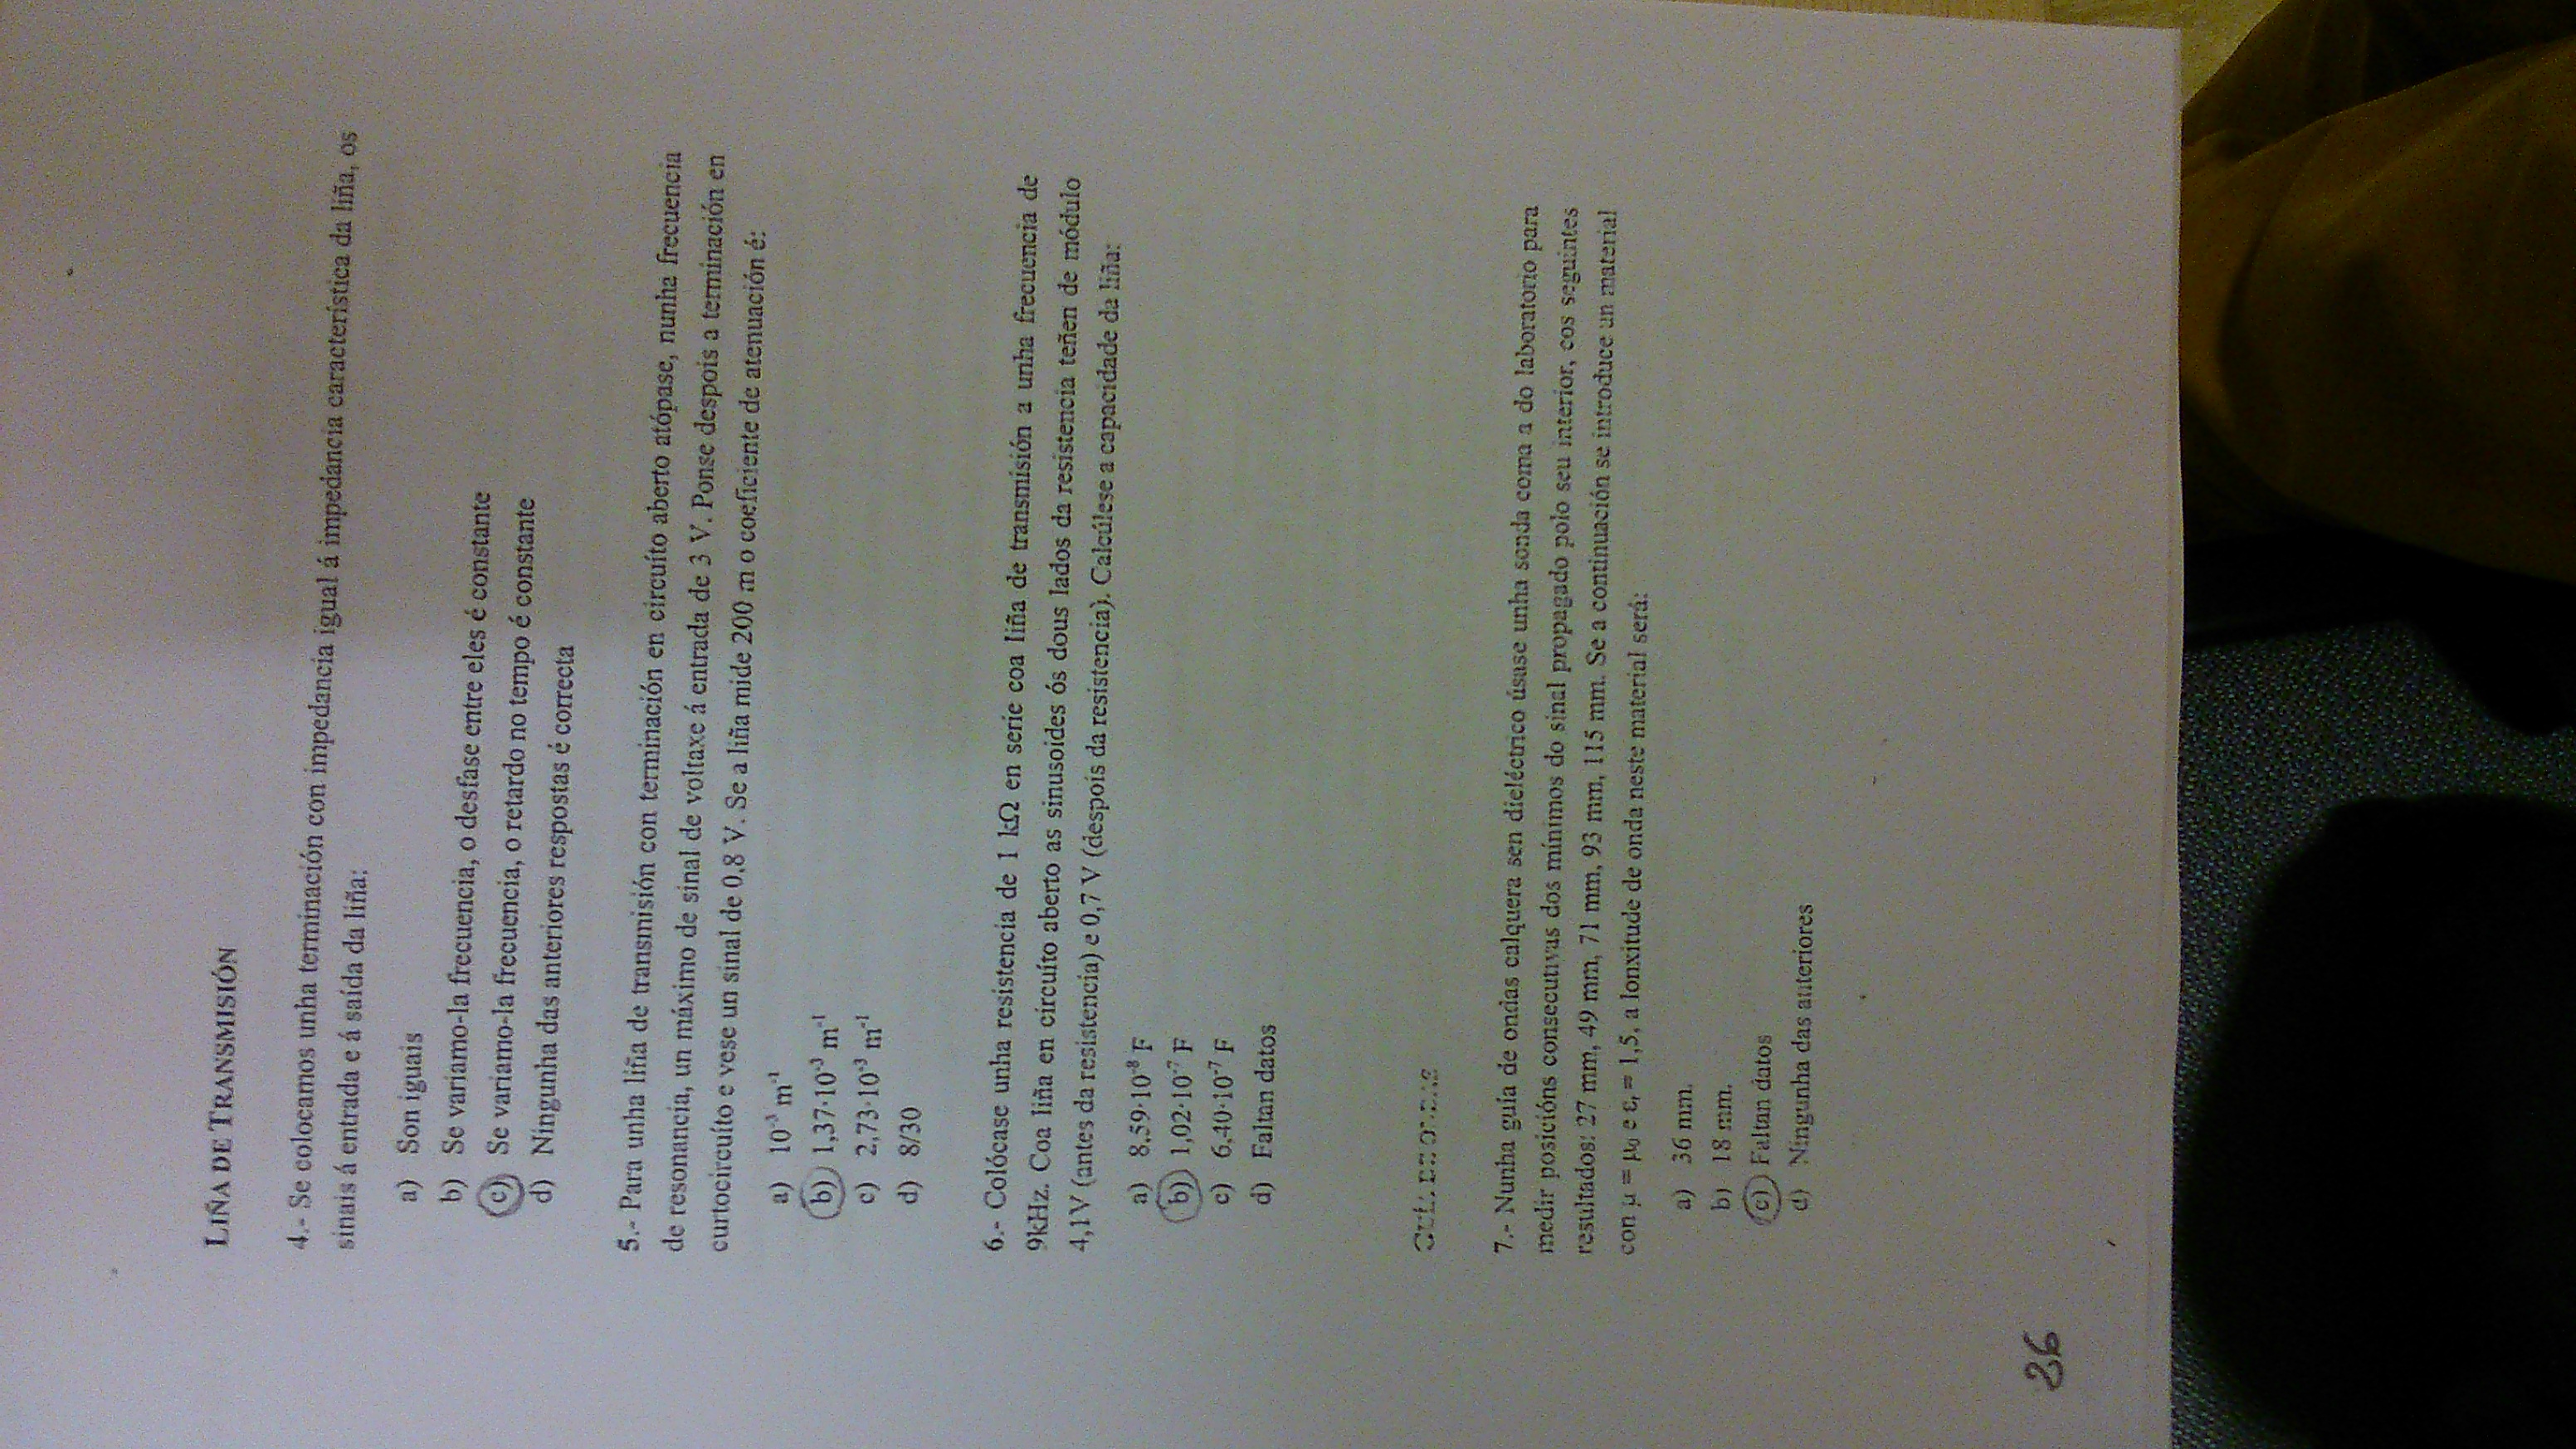 LIÑA DE TRANSMISIÓN
4.- Se colocamos unha terminación con impedancia igual á impedancia característica da liña, os
sinais á entrada e á saída da liña:
a) Son iguais
b) Se variamo-la frecuencia, o desfase entre eles é constante
c) Se variamo-la frecuencia, o retardo no tempo é constante
d) Ningunha das anteriores respostas é correcta
5.- Para unha liña de transmisión con terminación en circuíto aberto atópase, nunha frecuencia
de resonancia, un máximo de sinal de voltaxe á entrada de 3 V. Ponse despois a terminación en
curtocircuíto e vese un sinal de 0,8 V. Se a liña mide 200 m o coeficiente de atenuación é:
a) 10⁻³ m⁻¹
b) 1,37·10⁻³ m⁻¹
c) 2,73·10⁻³ m⁻¹
d) 8/30
6.- Colócase unha resistencia de 1 kΩ en serie coa liña de transmisión a unha frecuencia de
9kHz. Coa liña en circuíto aberto as sinusoides ós dous lados da resistencia teñen de módulo
4,1V (antes da resistencia) e 0,7 V (despois da resistencia). Calcúlese a capacidade da liña:
a) 8,59·10⁻⁸ F
b) 1,02·10⁻⁷ F
c) 6,40·10⁻⁷ F
d) Faltan datos
GUÍA DE ONDAS
7.- Nunha guía de ondas calquera sen dieléctrico úsase unha sonda coma a do laboratorio para
medir posicións consecutivas dos mínimos do sinal propagado polo seu interior, cos seguintes
resultados: 27 mm, 49 mm, 71 mm, 93 mm, 115 mm. Se a continuación se introduce un material
con μ = μ₀ e εᵣ = 1,5, a lonxitude de onda neste material será:
a) 36 mm.
b) 18 mm.
c) Faltan datos
d) Ningunha das anteriores
26